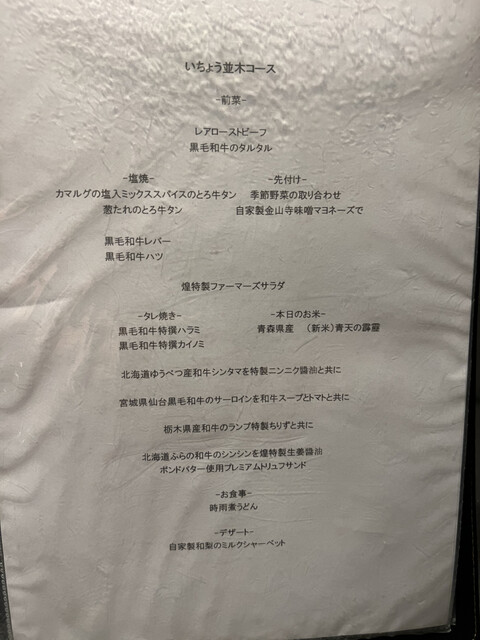 いちょう並木コース
-前菜-
レアローストビーフ
黒毛和牛のタルタル
-塩焼-
カマルグの塩入ミックススパイスのとろ牛タン
葱たれのとろ牛タン
黒毛和牛レバー
黒毛和牛ハツ
-先付け-
季節野菜の取り合わせ
自家製金山寺味噌マヨネーズで
煌特製ファーマーズサラダ
-タレ焼き-
黒毛和牛特撰ハラミ
黒毛和牛特撰カイノミ
-本日のお米-
青森県産 (新米)青天の霹靂
北海道ゆうべつ産和牛シンタマを特製ニンニク醤油と共に
宮城県仙台黒毛和牛のサーロインを和牛スープとトマトと共に
栃木県産和牛のランプ特製ちりずと共に
北海道ふらの和牛のシンシンを煌特製生姜醤油
ポンドバター使用プレミアムトリュフサンド
-お食事-
時雨煮うどん
-デザート-
自家製和梨のミルクシャーベット